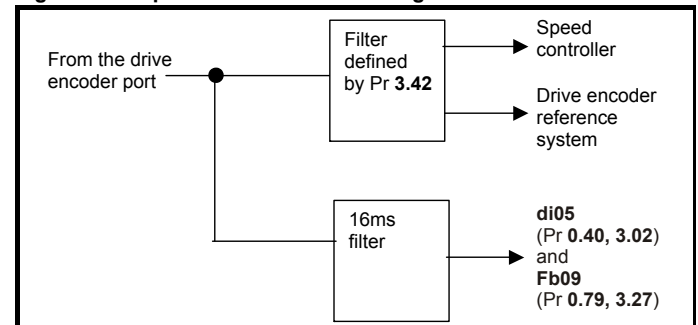 From the drive
encoder port
Filter
defined
by Pr 3.42
Speed
controller
Drive encoder
reference
system
16ms
filter
di05
(Pr 0.40, 3.02)
and
Fb09
(Pr 0.79, 3.27)